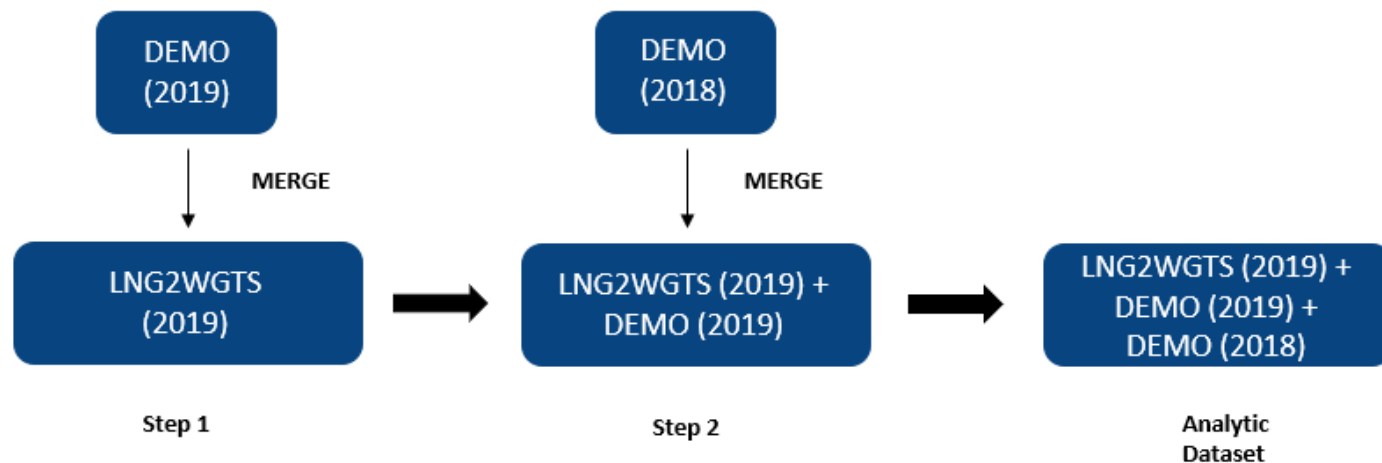 DEMO
(2019)
DEMO
(2018)
MERGE
MERGE
LNG2WGTS
(2019)
LNG2WGTS (2019) +
DEMO (2019)
LNG2WGTS (2019) +
DEMO (2019) +
DEMO (2018)
Step 1
Step 2
Analytic
Dataset